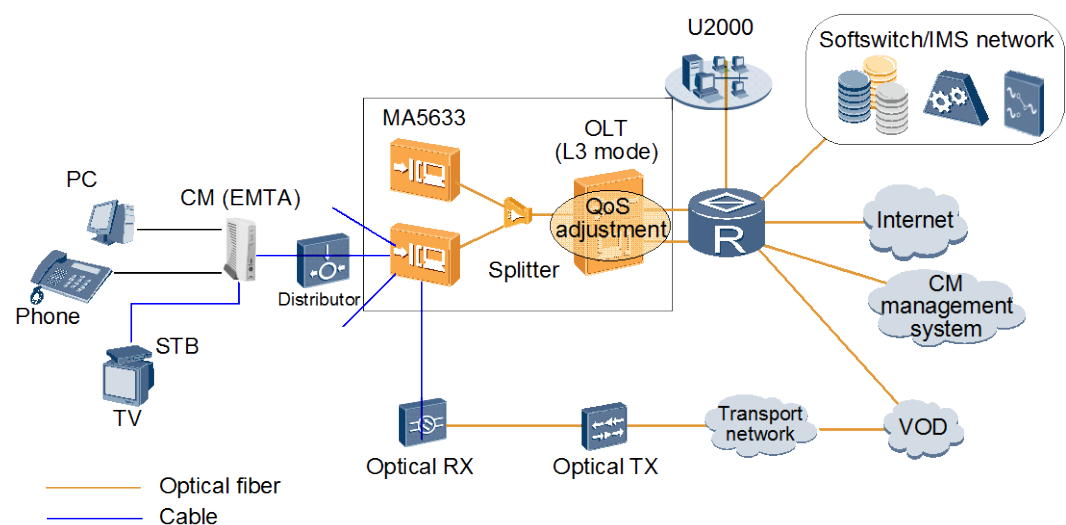 U2000
Softswitch/IMS network
MA5633
OLT
(L3 mode)
PC
CM (EMTA)
QoS
adjustment
R
Internet
Splitter
Distributor
CM
management
system
Phone
STB
TV
Transport
network
VOD
Optical RX
Optical TX
Optical fiber
Cable